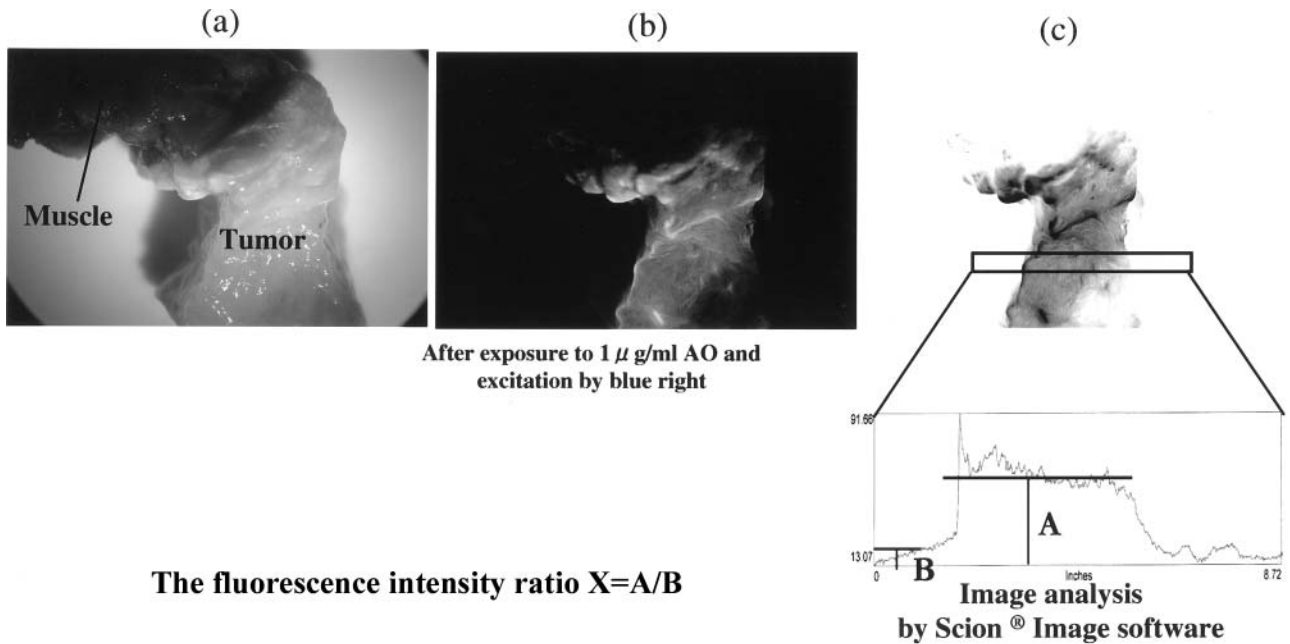 (a)
(b)
(c)
Muscle
Tumor
After exposure to 1 μ g/ml AO and
excitation by blue right
91.66
13.07
A
B
0
Inches
8.72
The fluorescence intensity ratio X=A/B
Image analysis
by Scion ® Image software